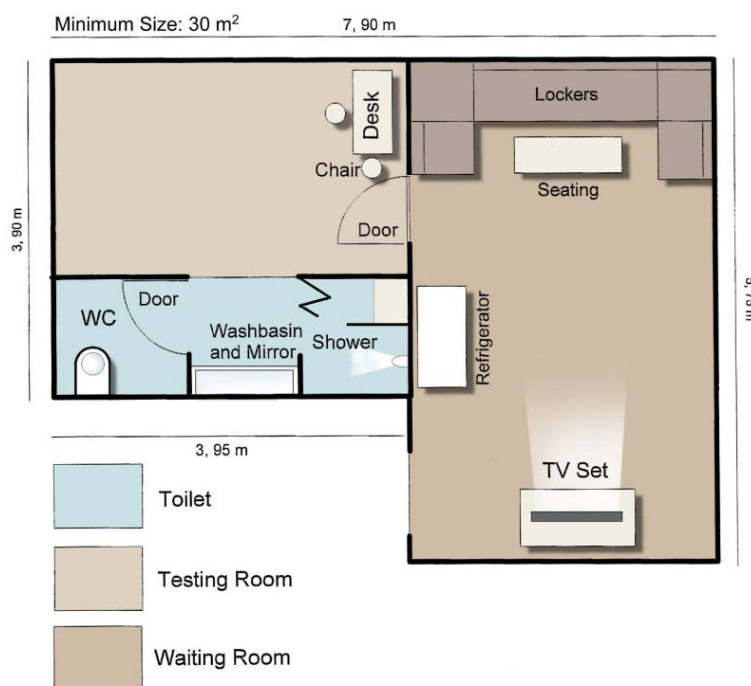 Minimum Size: 30 m²
7, 90 m
Lockers
Desk
Chair
Seating
Door
3, 90 m
Door
WC
Washbasin
and Mirror
Shower
Refrigerator
3, 95 m
TV Set
Toilet
Testing Room
Waiting Room